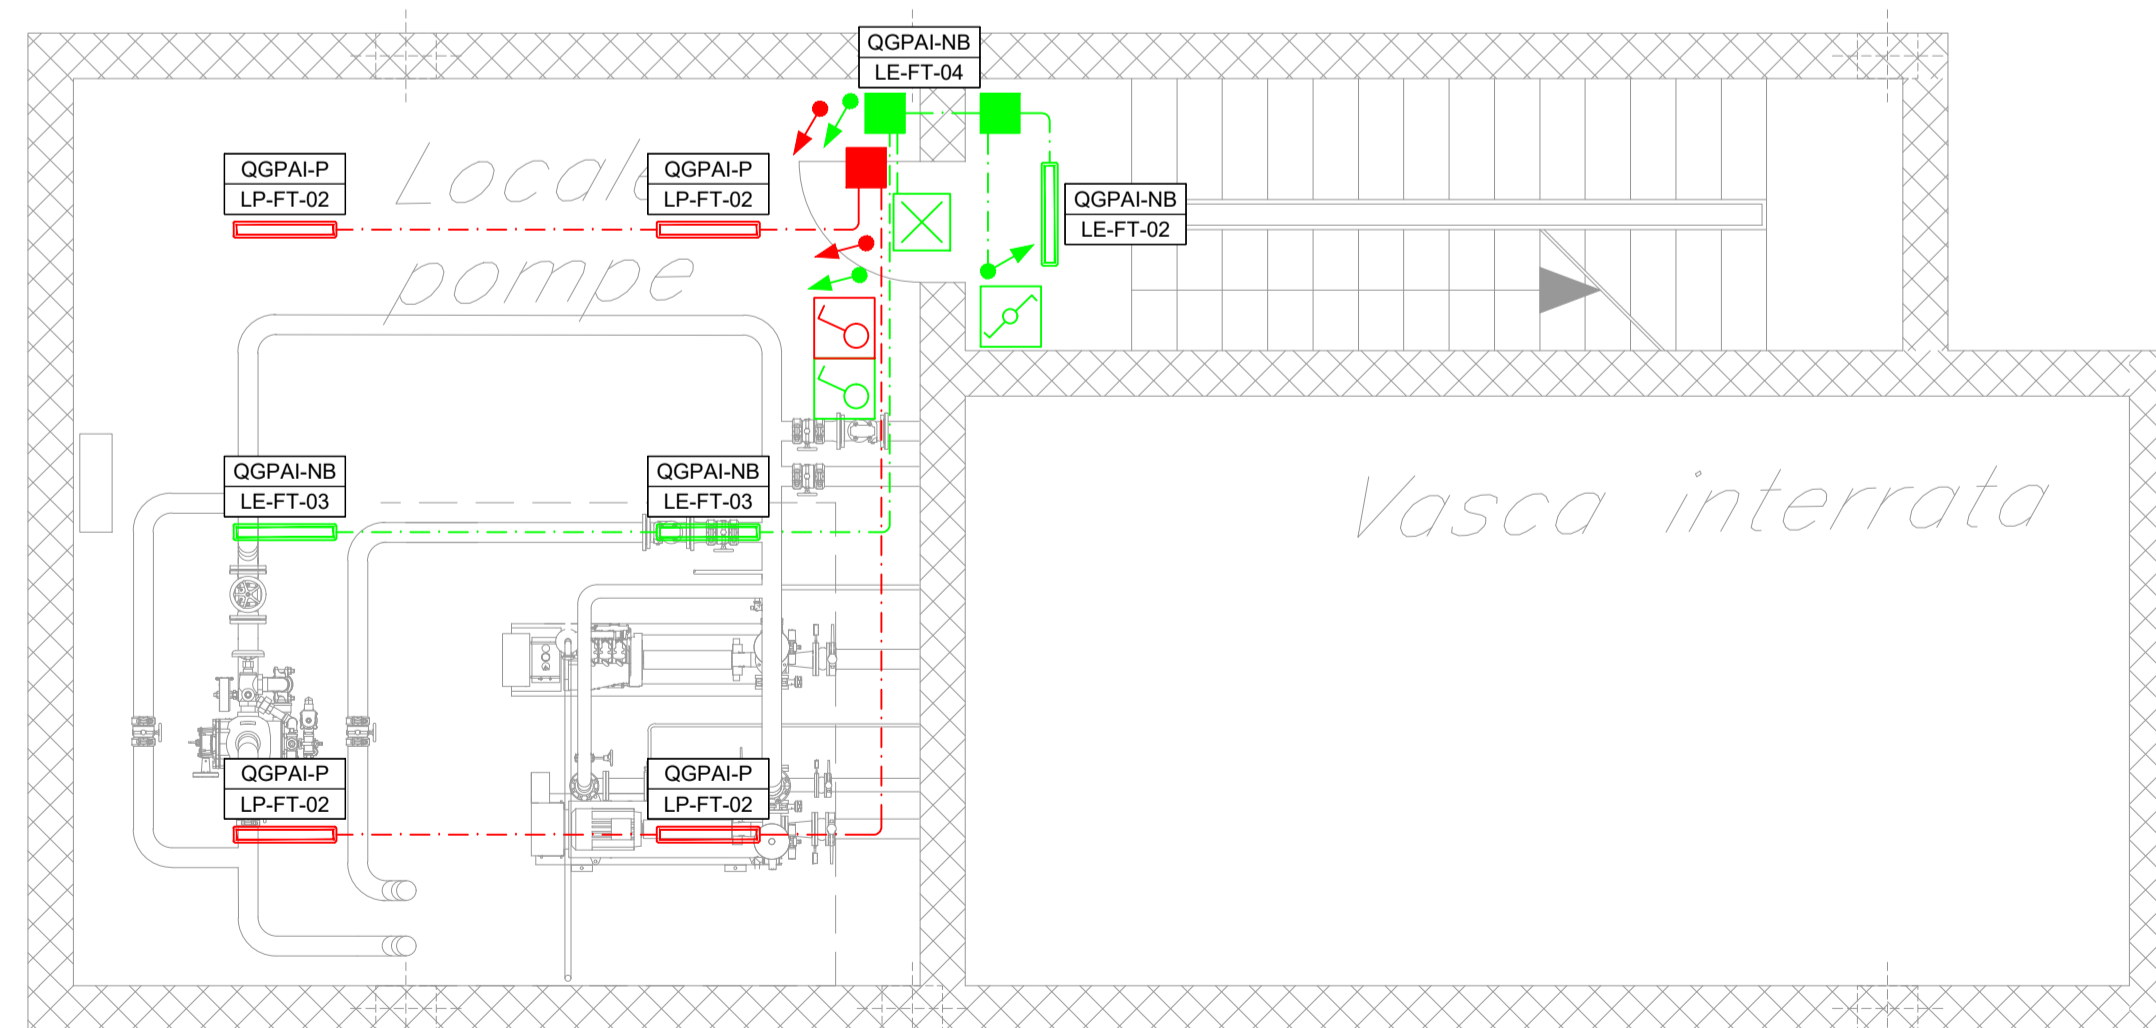 QGPAI-NB
LE-FT-04
QGPAI-P
LP-FT-02
QGPAI-P
LP-FT-02
Locale
pompe
QGPAI-NB
LE-FT-02
QGPAI-NB
LE-FT-03
QGPAI-NB
LE-FT-03
Vasca interrata
QGPAI-P
LP-FT-02
QGPAI-P
LP-FT-02